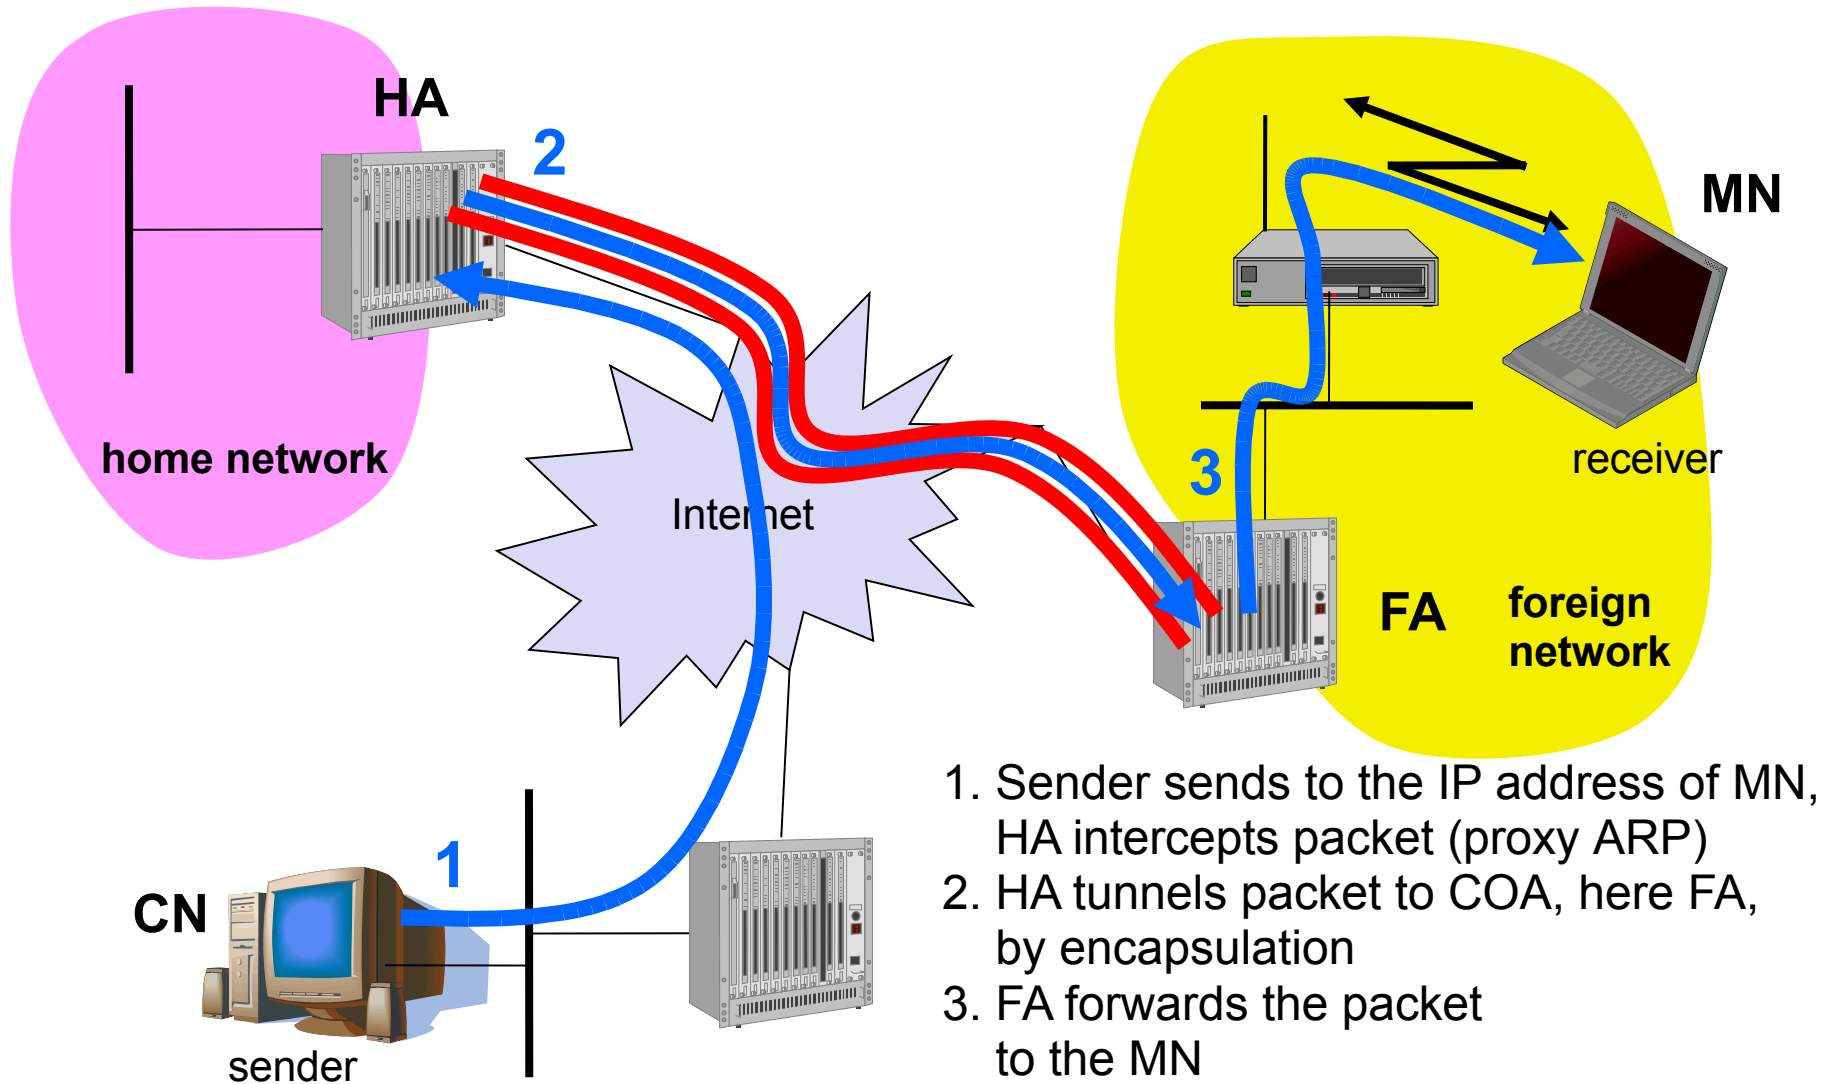 HA
2
MN
home network
receiver
3
Internet
FA
foreign
network
1. Sender sends to the IP address of MN,
HA intercepts packet (proxy ARP)
2. HA tunnels packet to COA, here FA,
by encapsulation
3. FA forwards the packet
to the MN
1
CN
sender